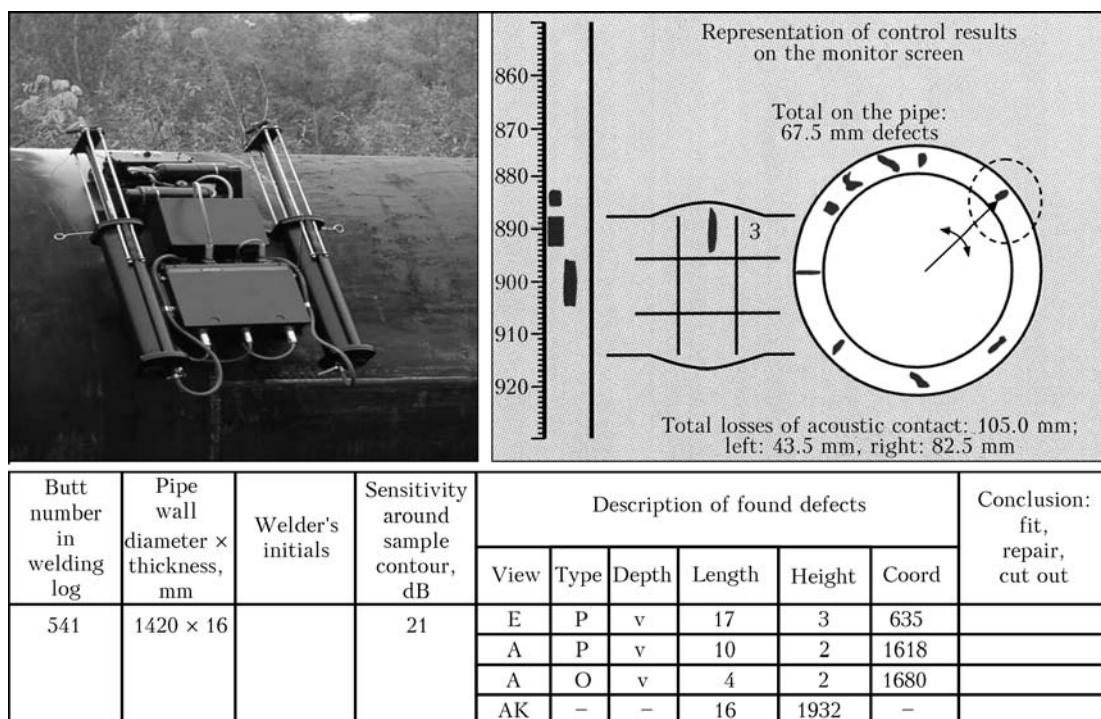 Representation of control results
on the monitor screen
860
870
880
890
900
910
920
Total on the pipe:
67.5 mm defects
3
Total losses of acoustic contact: 105.0 mm;
left: 43.5 mm, right: 82.5 mm
Butt
number
in
welding
log
Pipe
wall
diameter ×
thickness,
mm
Welder's
initials
Sensitivity
around
sample
contour,
dB
Description of found defects
Conclusion:
fit,
repair,
cut out
View Type Depth Length Height Coord
541 1420 × 16 21
E P v 17 3 635
A P v 10 2 1618
A O v 4 2 1680
AK – – 16 1932 –